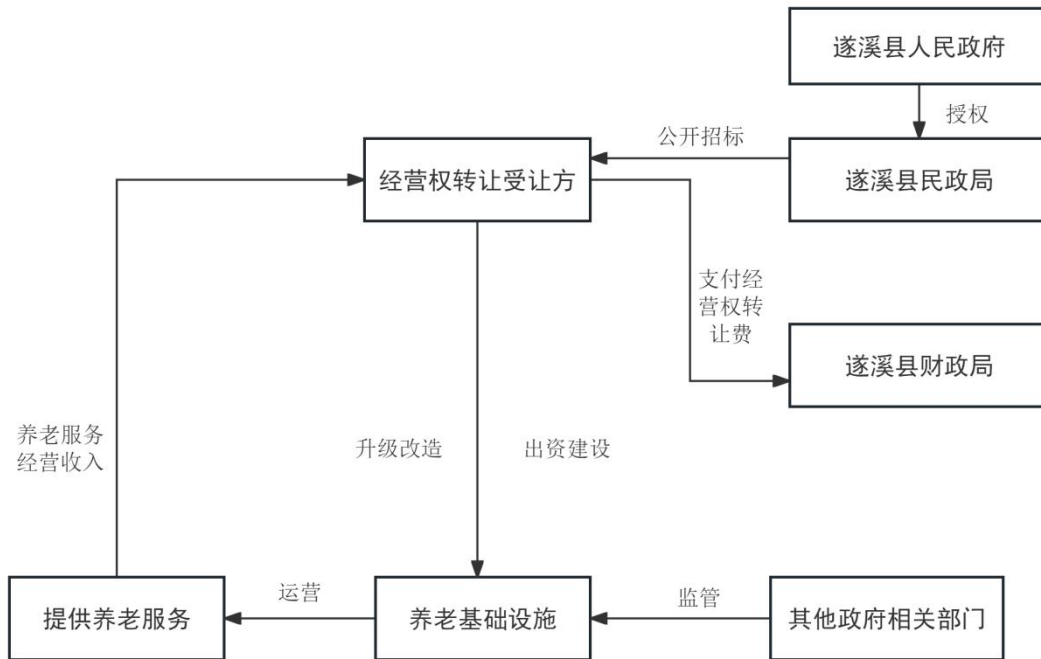 遂溪县人民政府
授权
公开招标
经营权转让受让方
遂溪县民政局
支付经
营权转
让费
遂溪县财政局
养老服务
经营收入
升级改造
出资建设
提供养老服务
运营
养老基础设施
监管
其他政府相关部门